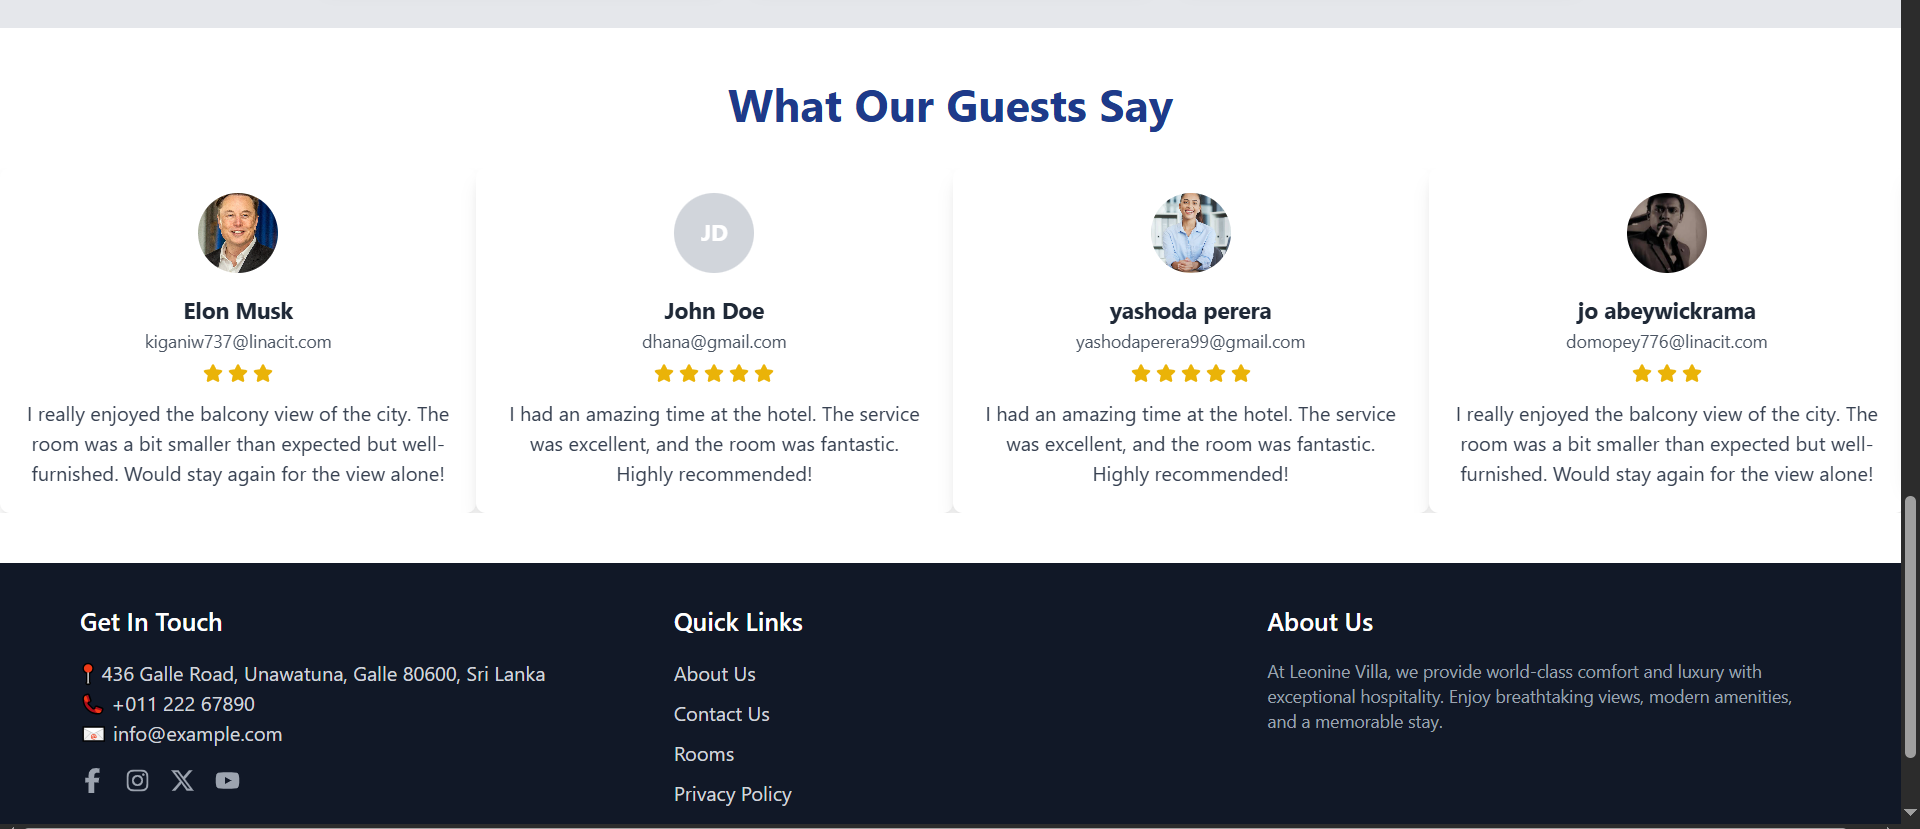 What Our Guests Say
JD
Elon Musk
kiganiw737@linacit.com
I really enjoyed the balcony view of the city. The
room was a bit smaller than expected but well-
furnished. Would stay again for the view alone!
John Doe
dhana@gmail.com
I had an amazing time at the hotel. The service
was excellent, and the room was fantastic.
Highly recommended!
yashoda perera
yashodaperera99@gmail.com
I had an amazing time at the hotel. The service
was excellent, and the room was fantastic.
Highly recommended!
jo abeywickrama
domopey776@linacit.com
I really enjoyed the balcony view of the city. The
room was a bit smaller than expected but well-
furnished. Would stay again for the view alone!
Get In Touch
436 Galle Road, Unawatuna, Galle 80600, Sri Lanka
+011 222 67890
info@example.com
Quick Links
About Us
Contact Us
Rooms
Privacy Policy
About Us
At Leonine Villa, we provide world-class comfort and luxury with
exceptional hospitality. Enjoy breathtaking views, modern amenities,
and a memorable stay.